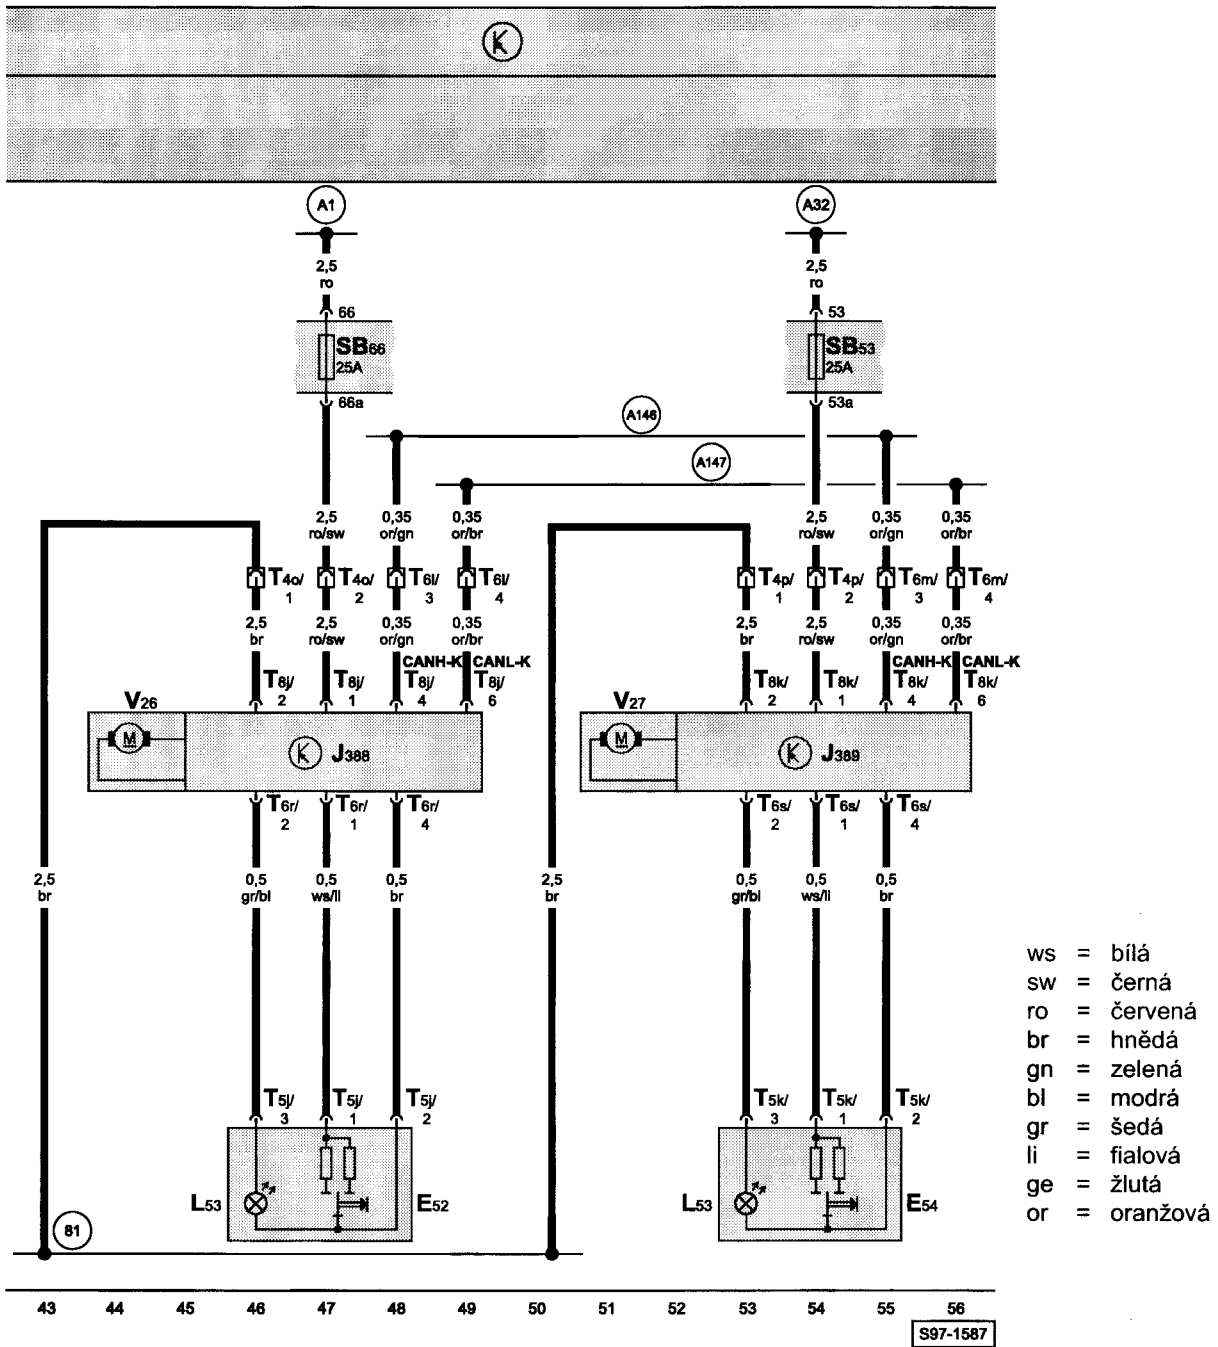 A1 A32
2,5 2,5
ro ro
66 53
SB66 SB53
25A 25A
66a 53a
A146
A147
2,5 0,35 0,35 2,5 0,35 0,35
ro/sw or/gn or/br ro/sw or/gn or/br
T4o/ T4o/ T6l/ T6l/ T4p/ T4p/ T6m/ T6m/
1 2 3 4 1 2 3 4
2,5 2,5 0,35 0,35 2,5 2,5 0,35 0,35
br ro/sw or/gn or/br br ro/sw or/gn or/br
CANH-K CANL-K CANH-K CANL-K
T8j/ T8j/ T8j/ T8j/ T8k/ T8k/ T8k/ T8k/
2 1 4 6 2 1 4 6
V26 V27
M J388 M J389
T6r/ T6r/ T6r/ T6s/ T6s/ T6s/
2 1 4 2 1 4
2,5 0,5 0,5 0,5 2,5 0,5 0,5 0,5
br gr/bl ws/li br br gr/bl ws/li br
ws = bílá
sw = černá
ro = červená
br = hnědá
gn = zelená
bl = modrá
gr = šedá
li = fialová
ge = žlutá
or = oranžová
T5j/ T5j/ T5j/ T5k/ T5k/ T5k/
3 1 2 3 1 2
L53 E52 L53 E54
81
43 44 45 46 47 48 49 50 51 52 53 54 55 56
S97-1587